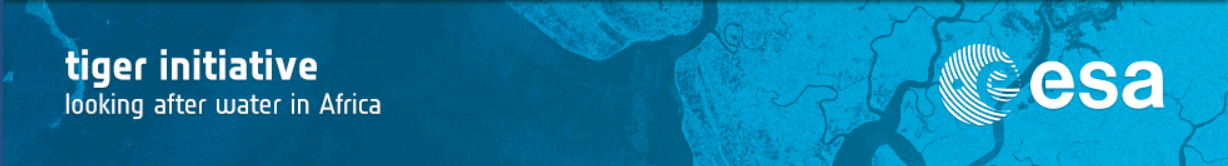 tiger initiative
looking after water in Africa
esa